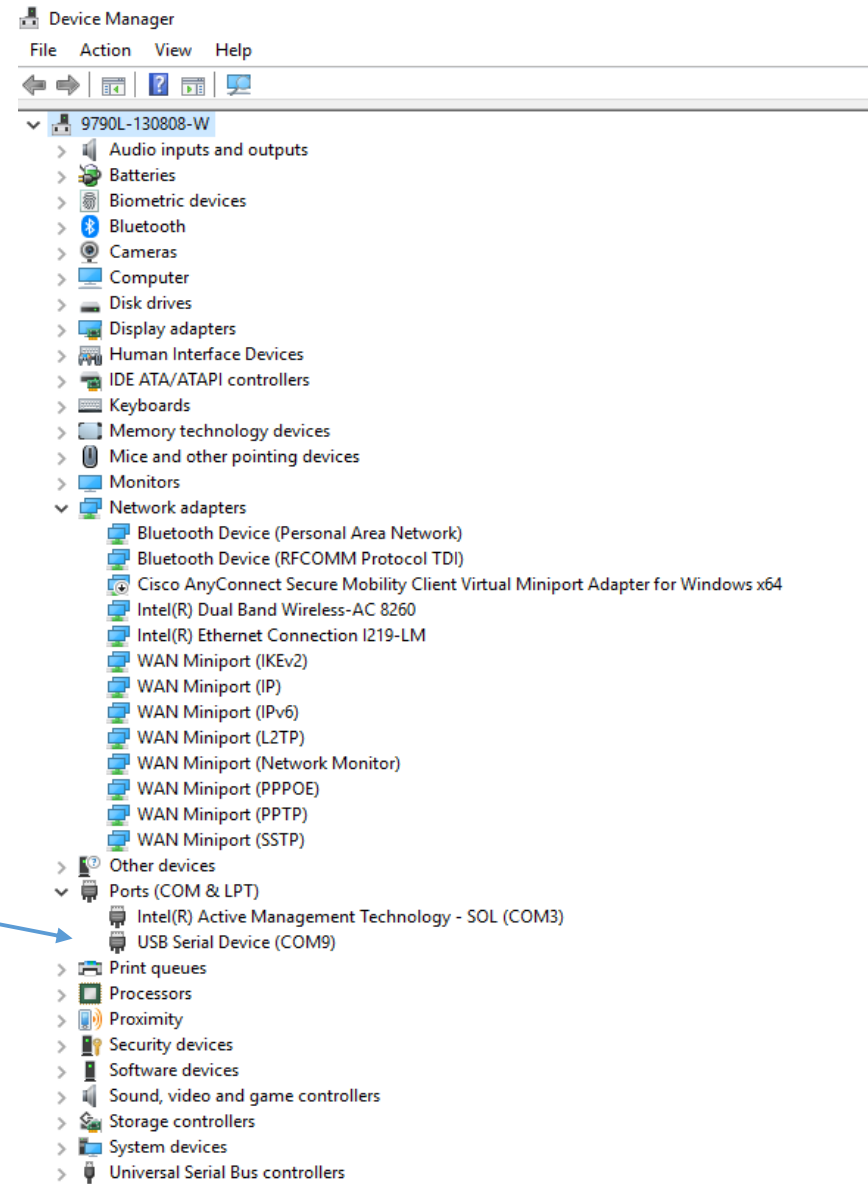 Device Manager
File Action View Help
9790L-130808-W
Audio inputs and outputs
Batteries
Biometric devices
Bluetooth
Cameras
Computer
Disk drives
Display adapters
Human Interface Devices
IDE ATA/ATAPI controllers
Keyboards
Memory technology devices
Mice and other pointing devices
Monitors
Network adapters
Bluetooth Device (Personal Area Network)
Bluetooth Device (RFCOMM Protocol TDI)
Cisco AnyConnect Secure Mobility Client Virtual Miniport Adapter for Windows x64
Intel(R) Dual Band Wireless-AC 8260
Intel(R) Ethernet Connection I219-LM
WAN Miniport (IKEv2)
WAN Miniport (IP)
WAN Miniport (IPv6)
WAN Miniport (L2TP)
WAN Miniport (Network Monitor)
WAN Miniport (PPPOE)
WAN Miniport (PPTP)
WAN Miniport (SSTP)
Other devices
Ports (COM & LPT)
Intel(R) Active Management Technology - SOL (COM3)
USB Serial Device (COM9)
Print queues
Processors
Proximity
Security devices
Software devices
Sound, video and game controllers
Storage controllers
System devices
Universal Serial Bus controllers